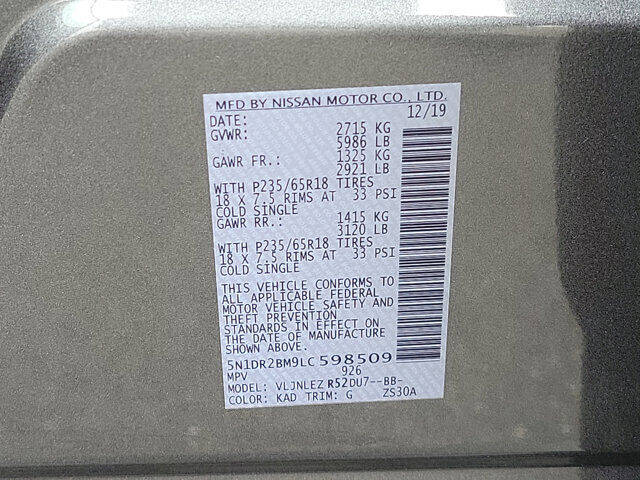 MFD BY NISSAN MOTOR CO., LTD.
DATE: 12/19
GVWR: 2715 KG
5986 LB
GAWR FR.: 1325 KG
2921 LB
WITH P235/65R18 TIRES
18 X 7.5 RIMS AT 33 PSI
COLD SINGLE
GAWR RR.: 1415 KG
3120 LB
WITH P235/65R18 TIRES
18 X 7.5 RIMS AT 33 PSI
COLD SINGLE
THIS VEHICLE CONFORMS TO
ALL APPLICABLE FEDERAL
MOTOR VEHICLE SAFETY AND
THEFT PREVENTION
STANDARDS IN EFFECT ON
THE DATE OF MANUFACTURE
SHOWN ABOVE.
5N1DR2BM9LC598509
MPV 926
MODEL: VLJNLEZ R52DU7--BB-
COLOR: KAD TRIM: G ZS30A